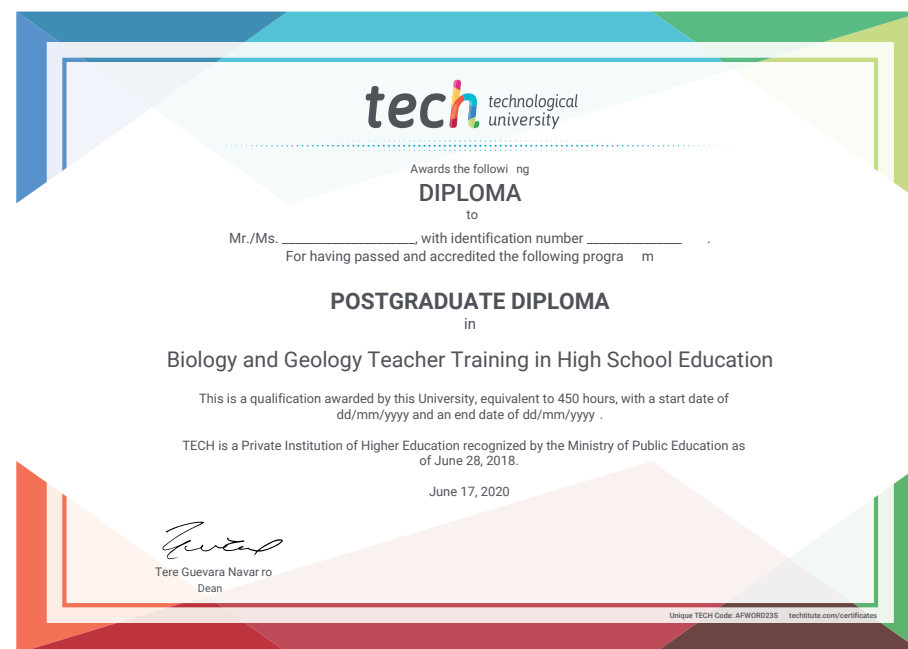 tech technological
university
Awards the followi ng
DIPLOMA
to
Mr./Ms. ____________________, with identification number ______________ .
For having passed and accredited the following progra m
POSTGRADUATE DIPLOMA
in
Biology and Geology Teacher Training in High School Education
This is a qualification awarded by this University, equivalent to 450 hours, with a start date of
dd/mm/yyyy and an end date of dd/mm/yyyy .
TECH is a Private Institution of Higher Education recognized by the Ministry of Public Education as
of June 28, 2018.
June 17, 2020
Tere Guevara Navar ro
Dean
Unique TECH Code: AFWORD23S techtitute.com/certificates